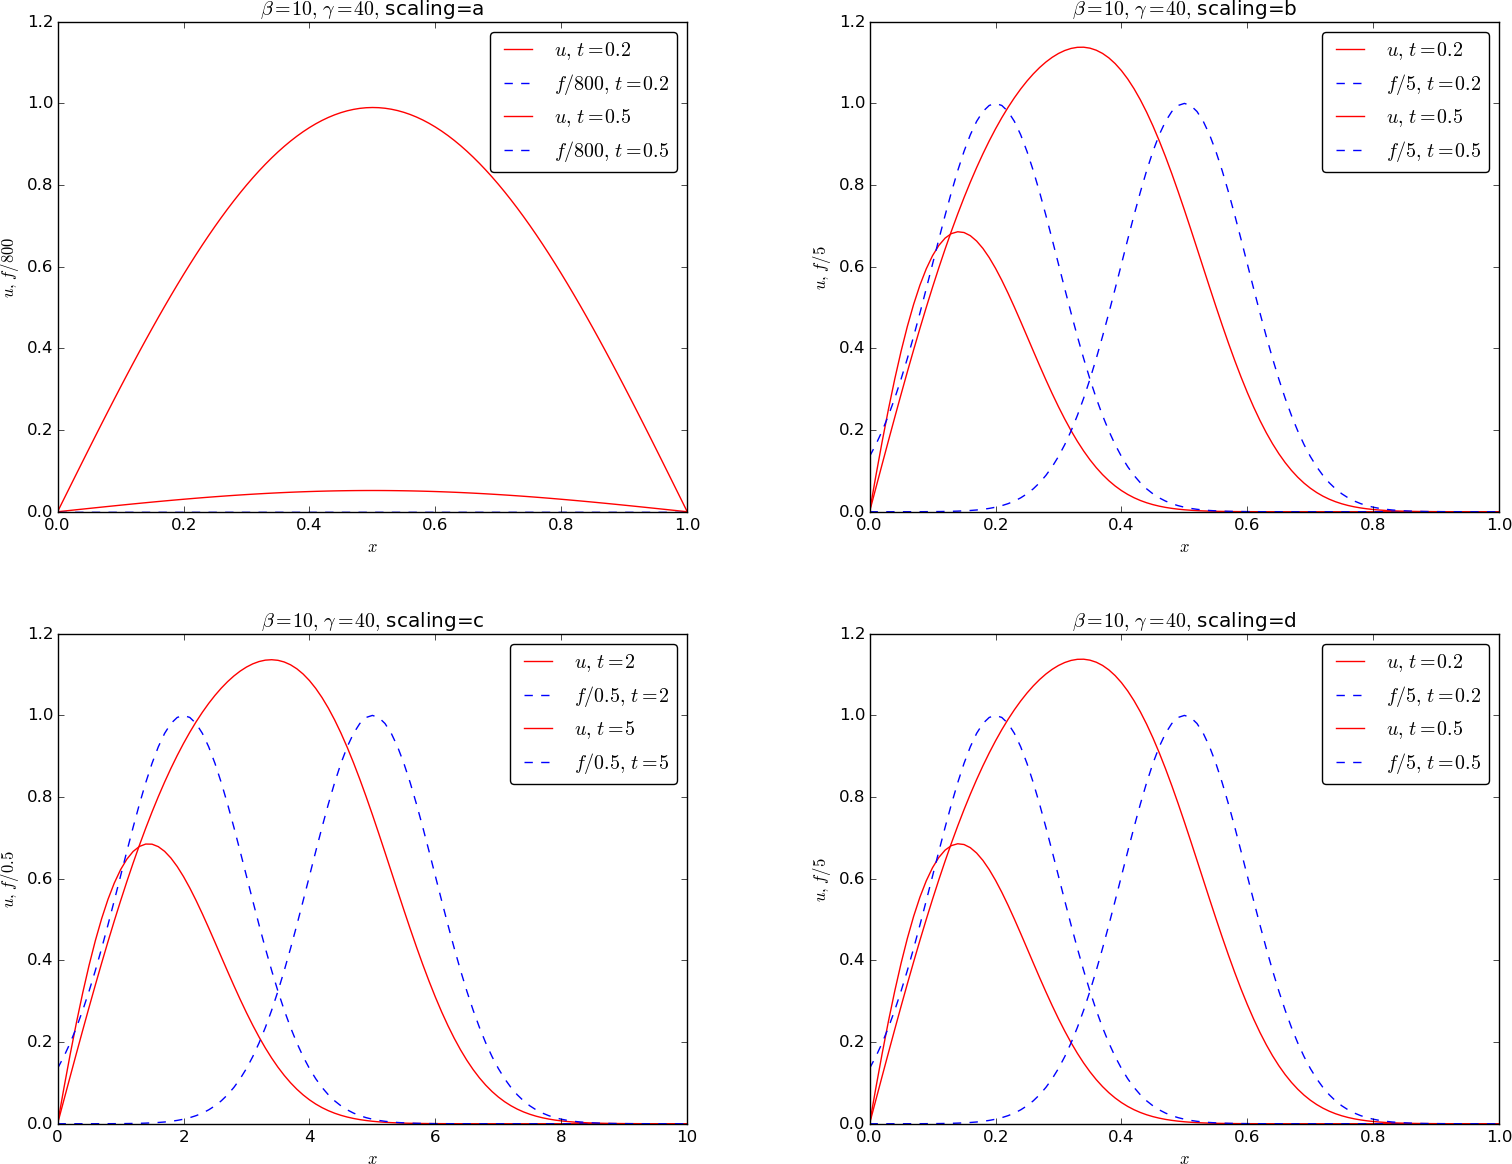 β=10, γ=40, scaling=a
1.2
1.0
0.8
0.6
0.4
0.2
0.0
u, f/800
u, t=0.2
f/800, t=0.2
u, t=0.5
f/800, t=0.5
0.0 0.2 0.4 0.6 0.8 1.0
x
β=10, γ=40, scaling=b
1.2
1.0
0.8
0.6
0.4
0.2
0.0
u, f/5
u, t=0.2
f/5, t=0.2
u, t=0.5
f/5, t=0.5
0.0 0.2 0.4 0.6 0.8 1.0
x
β=10, γ=40, scaling=c
1.2
1.0
0.8
0.6
0.4
0.2
0.0
u, f/0.5
u, t=2
f/0.5, t=2
u, t=5
f/0.5, t=5
0 2 4 6 8 10
x
β=10, γ=40, scaling=d
1.2
1.0
0.8
0.6
0.4
0.2
0.0
u, f/5
u, t=0.2
f/5, t=0.2
u, t=0.5
f/5, t=0.5
0.0 0.2 0.4 0.6 0.8 1.0
x